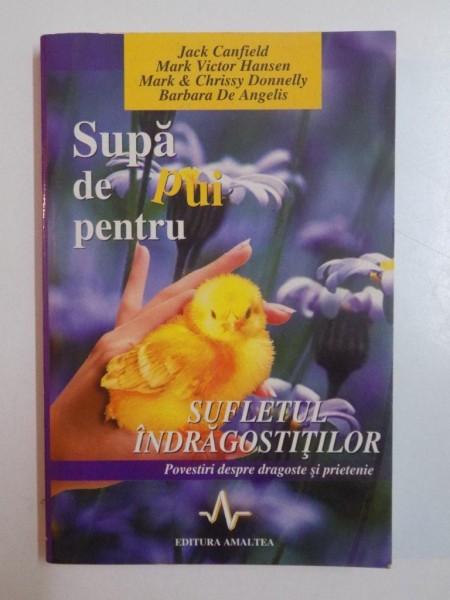 Jack Canfield
Mark Victor Hansen
Mark & Chrissy Donnelly
Barbara De Angelis
Supă
de pui
pentru
SUFLETUL
ÎNDRĂGOSTIȚILOR
Povestiri despre dragoste și prietenie
EDITURA AMALTEA